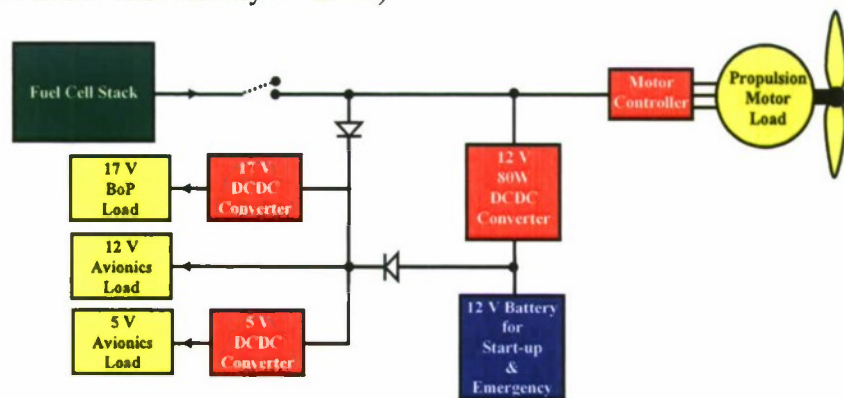 Fuel Cell Stack
Motor
Controller
Propulsion
Motor
Load
17 V
BoP
Load
17 V
DCDC
Converter
12 V
80W
DCDC
Converter
12 V
Avionics
Load
5 V
Avionics
Load
5 V
DCDC
Converter
12 V Battery
for
Start-up
&
Emergency